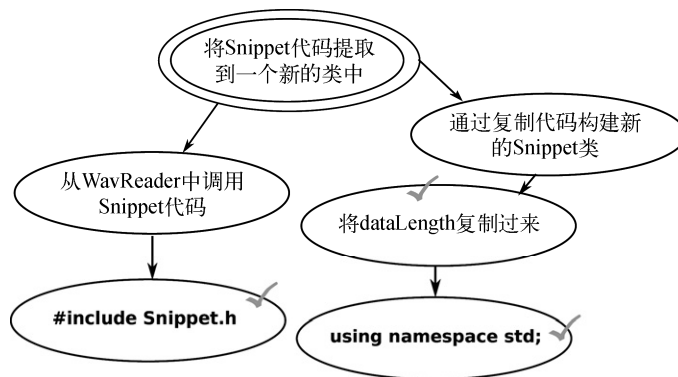 将Snippet代码提取
到一个新的类中
通过复制代码构建新
的Snippet类
从WavReader中调用
Snippet代码
将dataLength复制过来
#include Snippet.h
using namespace std;